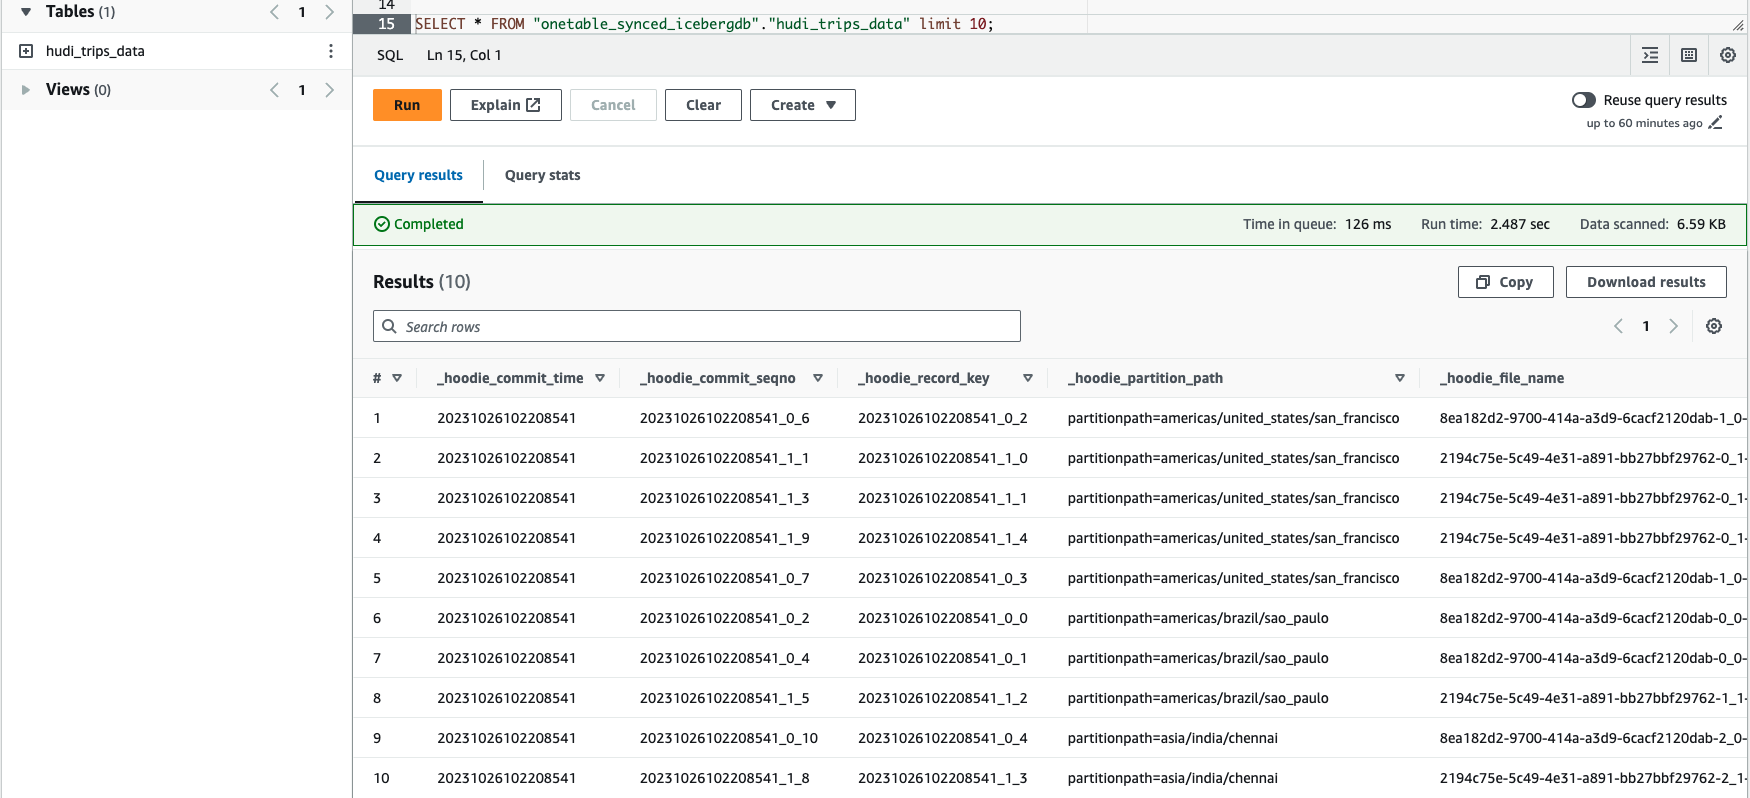 Tables (1) 1
hudi_trips_data
Views (0) 1
14
15 SELECT * FROM "onetable_synced_icebergdb"."hudi_trips_data" limit 10;
SQL Ln 15, Col 1
Run Explain Cancel Clear Create
Reuse query results
up to 60 minutes ago
Query results Query stats
Completed Time in queue: 126 ms Run time: 2.487 sec Data scanned: 6.59 KB
Results (10) Copy Download results
Search rows 1
# _hoodie_commit_time _hoodie_commit_seqno _hoodie_record_key _hoodie_partition_path _hoodie_file_name
1 20231026102208541 20231026102208541_0_6 20231026102208541_0_2 partitionpath=americas/united_states/san_francisco 8ea182d2-9700-414a-a3d9-6cacf2120dab-1_0-
2 20231026102208541 20231026102208541_1_1 20231026102208541_1_0 partitionpath=americas/united_states/san_francisco 2194c75e-5c49-4e31-a891-bb27bbf29762-0_1-
3 20231026102208541 20231026102208541_1_3 20231026102208541_1_1 partitionpath=americas/united_states/san_francisco 2194c75e-5c49-4e31-a891-bb27bbf29762-0_1-
4 20231026102208541 20231026102208541_1_9 20231026102208541_1_4 partitionpath=americas/united_states/san_francisco 2194c75e-5c49-4e31-a891-bb27bbf29762-0_1-
5 20231026102208541 20231026102208541_0_7 20231026102208541_0_3 partitionpath=americas/united_states/san_francisco 8ea182d2-9700-414a-a3d9-6cacf2120dab-1_0-
6 20231026102208541 20231026102208541_0_2 20231026102208541_0_0 partitionpath=americas/brazil/sao_paulo 8ea182d2-9700-414a-a3d9-6cacf2120dab-0_0-
7 20231026102208541 20231026102208541_0_4 20231026102208541_0_1 partitionpath=americas/brazil/sao_paulo 8ea182d2-9700-414a-a3d9-6cacf2120dab-0_0-
8 20231026102208541 20231026102208541_1_5 20231026102208541_1_2 partitionpath=americas/brazil/sao_paulo 2194c75e-5c49-4e31-a891-bb27bbf29762-1_1-
9 20231026102208541 20231026102208541_0_10 20231026102208541_0_4 partitionpath=asia/india/chennai 8ea182d2-9700-414a-a3d9-6cacf2120dab-2_0-
10 20231026102208541 20231026102208541_1_8 20231026102208541_1_3 partitionpath=asia/india/chennai 2194c75e-5c49-4e31-a891-bb27bbf29762-2_1-